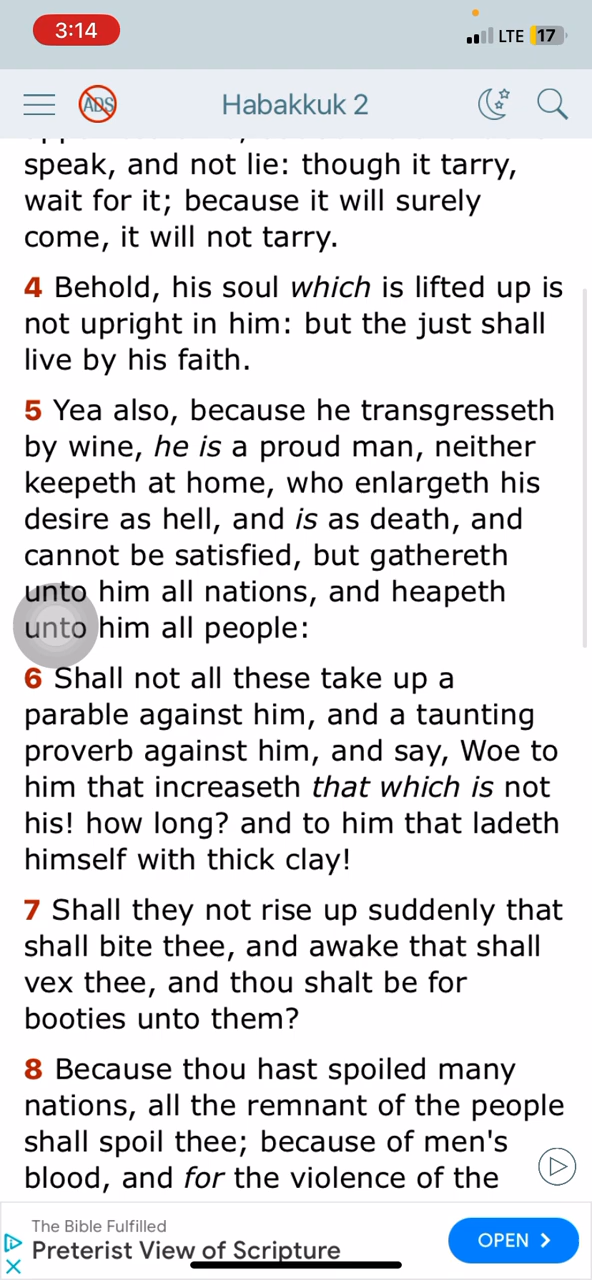 3:14
LTE 17
ADS
Habakkuk 2
speak, and not lie: though it tarry,
wait for it; because it will surely
come, it will not tarry.
4 Behold, his soul which is lifted up is
not upright in him: but the just shall
live by his faith.
5 Yea also, because he transgresseth
by wine, he is a proud man, neither
keepeth at home, who enlargeth his
desire as hell, and is as death, and
cannot be satisfied, but gathereth
unto him all nations, and heapeth
unto him all people:
6 Shall not all these take up a
parable against him, and a taunting
proverb against him, and say, Woe to
him that increaseth that which is not
his! how long? and to him that ladeth
himself with thick clay!
7 Shall they not rise up suddenly that
shall bite thee, and awake that shall
vex thee, and thou shalt be for
booties unto them?
8 Because thou hast spoiled many
nations, all the remnant of the people
shall spoil thee; because of men's
blood, and for the violence of the
The Bible Fulfilled
Preterist View of Scripture
OPEN